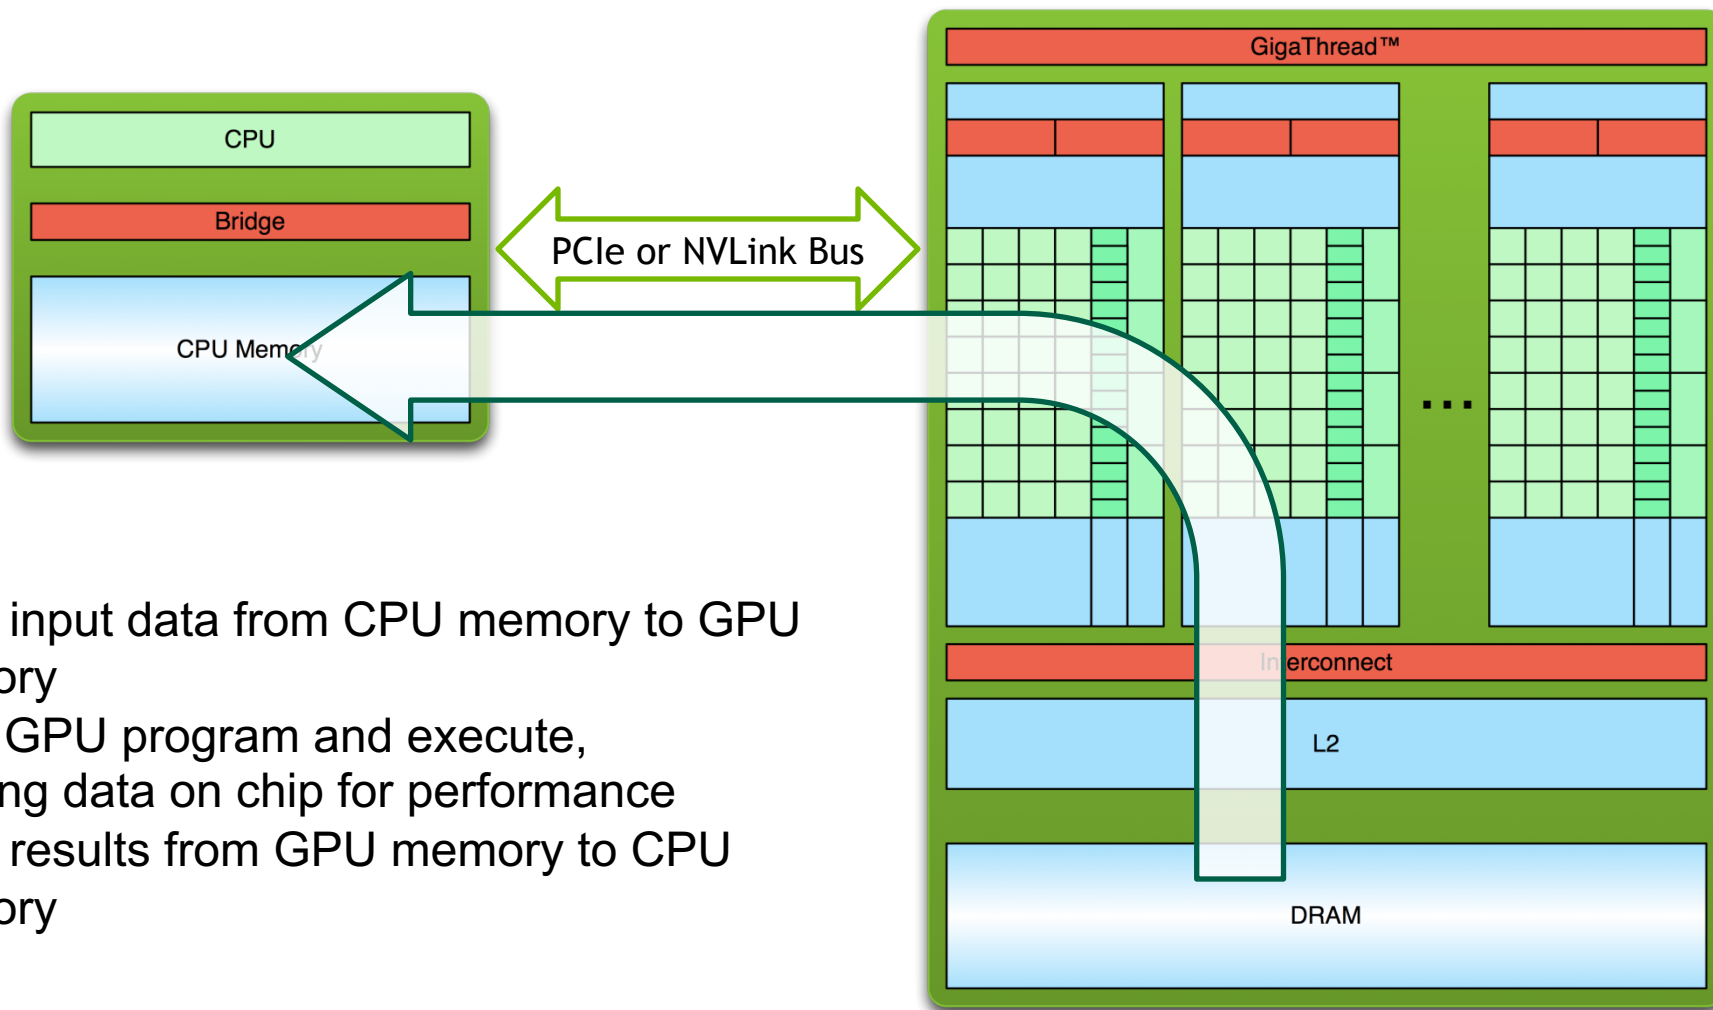 GigaThread™
CPU
Bridge
PCIe or NVLink Bus
CPU Memory
...
input data from CPU memory to GPU
ory
GPU program and execute,
ng data on chip for performance
results from GPU memory to CPU
ory
Interconnect
L2
DRAM